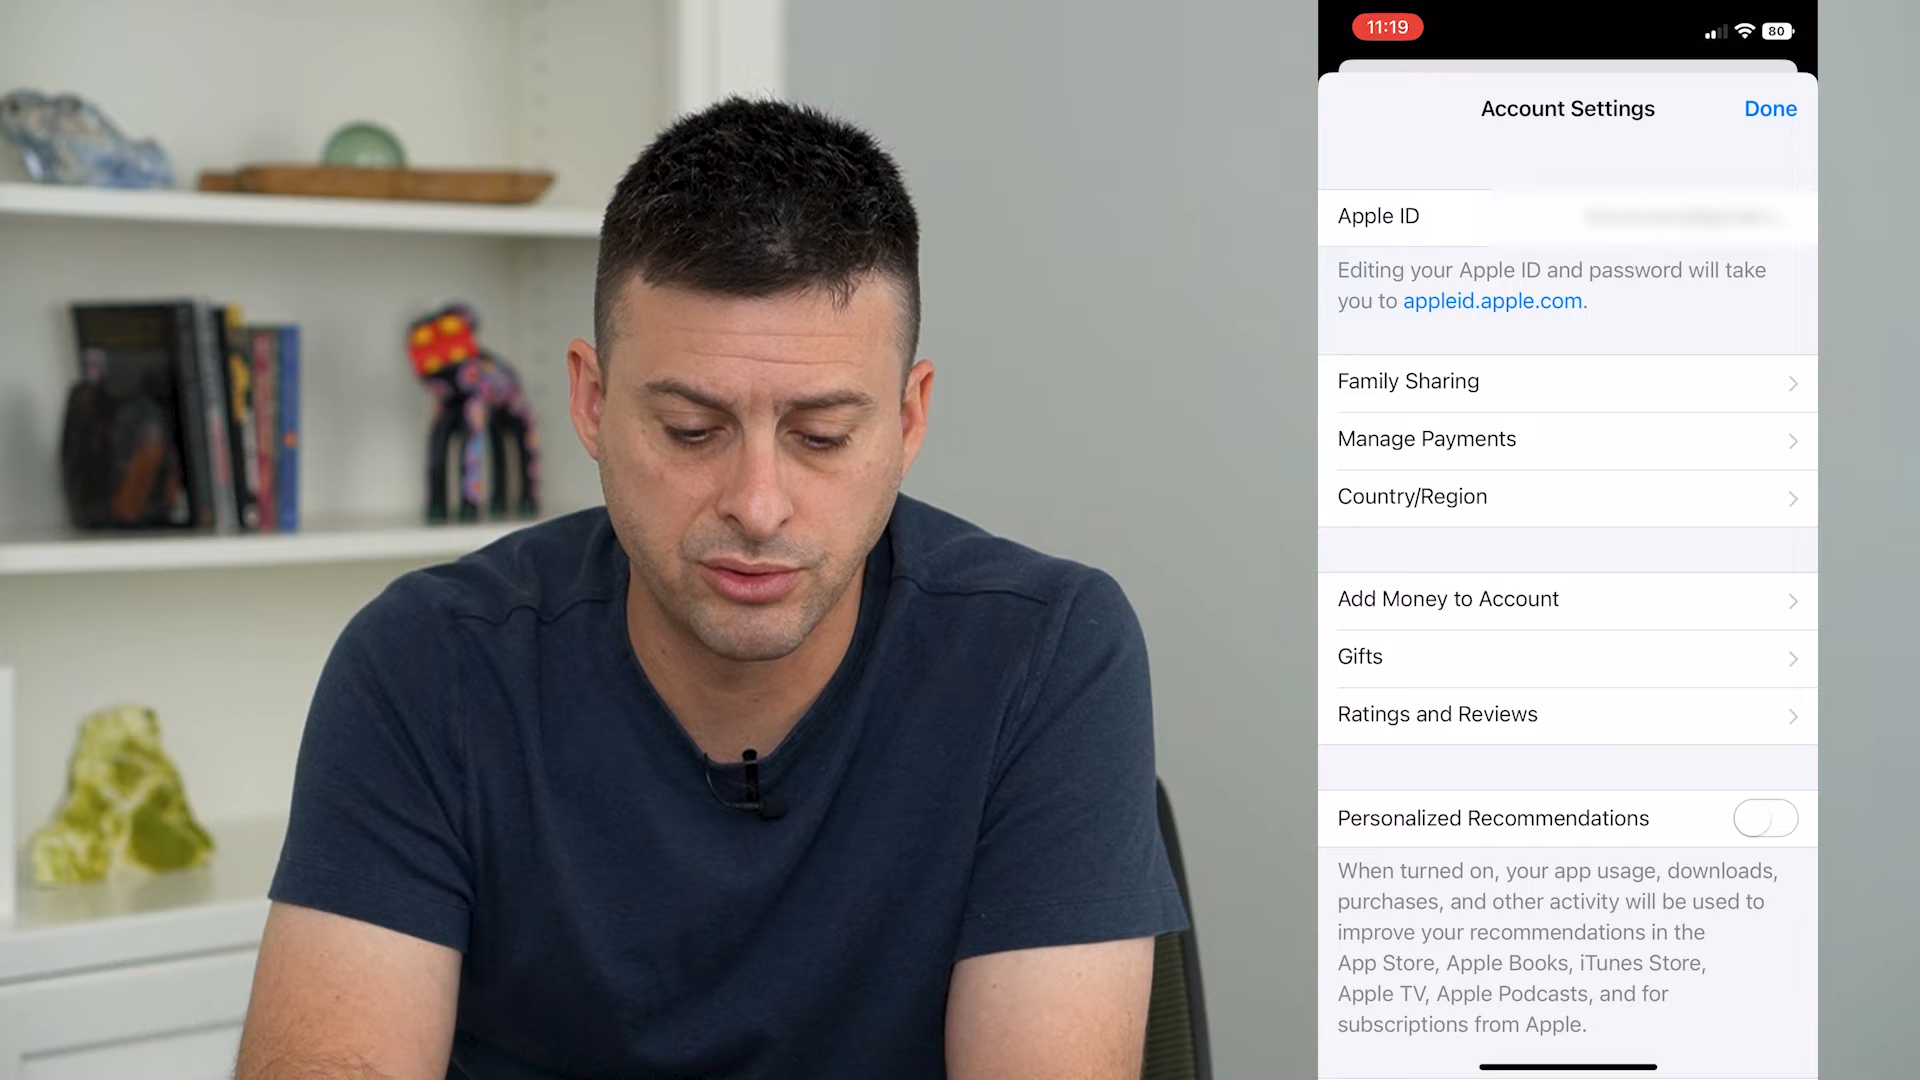 11:19
80
Account Settings
Done
Apple ID
Editing your Apple ID and password will take
you to appleid.apple.com.
Family Sharing
Manage Payments
Country/Region
Add Money to Account
Gifts
Ratings and Reviews
Personalized Recommendations
When turned on, your app usage, downloads,
purchases, and other activity will be used to
improve your recommendations in the
App Store, Apple Books, iTunes Store,
Apple TV, Apple Podcasts, and for
subscriptions from Apple.